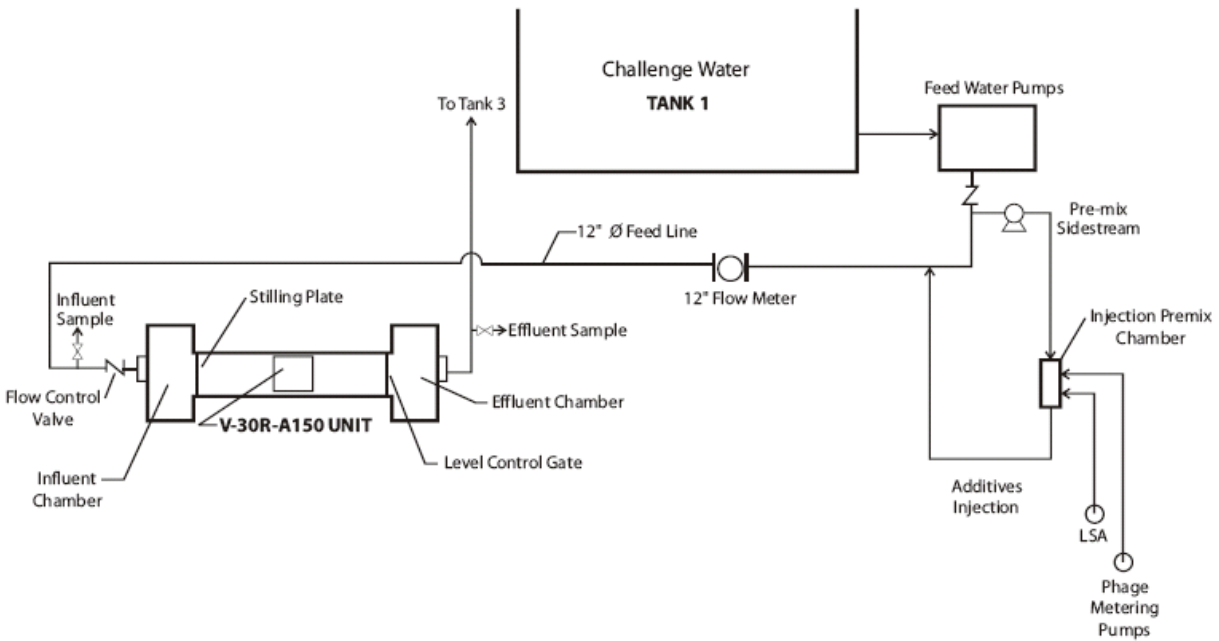 Challenge Water
TANK 1
Feed Water Pumps
To Tank 3
Pre-mix
Sidestream
12" Ø Feed Line
12" Flow Meter
Influent
Sample
Stilling Plate
Effluent Sample
Injection Premix
Chamber
Flow Control
Valve
V-30R-A150 UNIT
Effluent Chamber
Level Control Gate
Influent
Chamber
Additives
Injection
LSA
Phage
Metering
Pumps